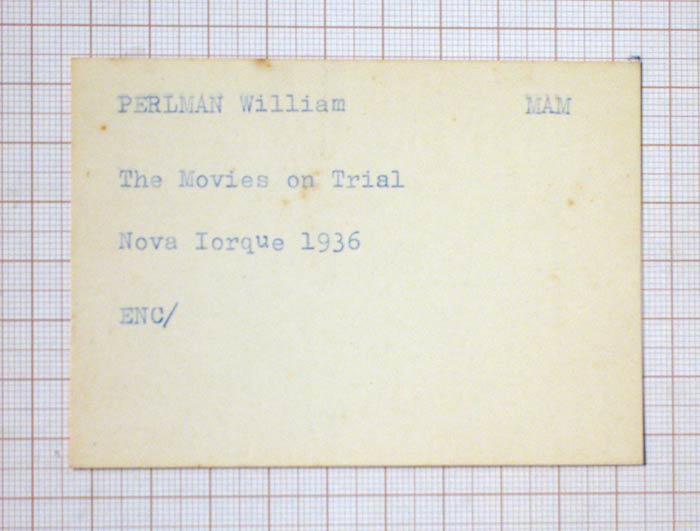 PERLMAN William MAM
The Movies on Trial
Nova Iorque 1936
ENC/